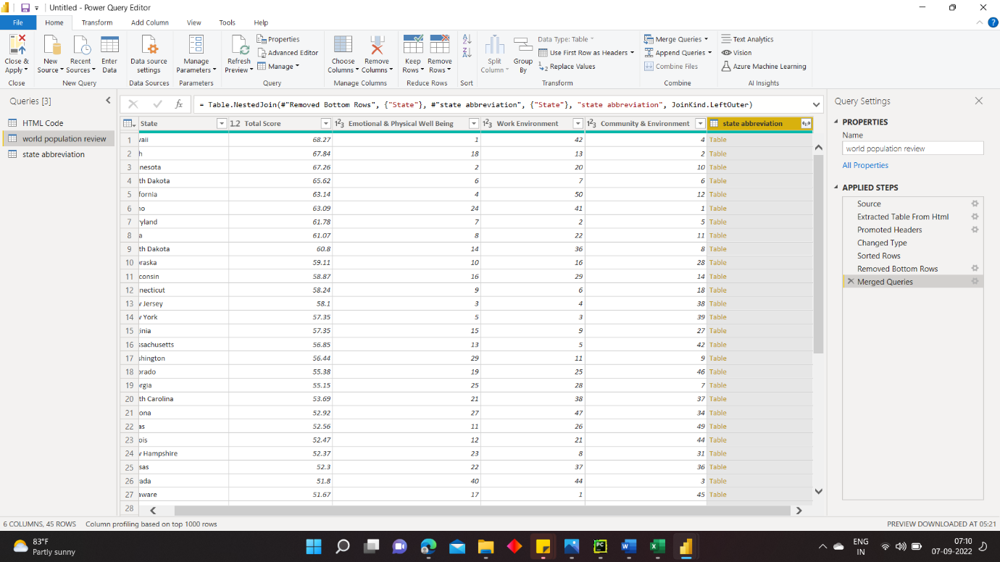 Untitled - Power Query Editor
File Home Transform Add Column View Tools Help
Close & Apply
Close
New Source
Recent Sources
Enter Data
New Query
Data source settings
Data Sources
Manage Parameters
Parameters
Refresh Preview
Properties
Advanced Editor
Manage
Query
Choose Columns
Remove Columns
Manage Columns
Keep Rows
Remove Rows
Reduce Rows
Sort
Split Column
Group By
Data Type: Table
Use First Row as Headers
Replace Values
Transform
Merge Queries
Append Queries
Combine Files
Combine
Text Analytics
Vision
Azure Machine Learning
AI Insights
Queries [3]
HTML Code
world population review
state abbreviation
= Table.NestedJoin(#"Removed Bottom Rows", {"State"}, #"state abbreviation", {"State"}, "state abbreviation", JoinKind.LeftOuter)
State 1.2 Total Score 123 Emotional & Physical Well Being 123 Work Environment 123 Community & Environment state abbreviation
1 vaii 68.27 1 42 4 Table
2 h 67.84 18 13 2 Table
3 nesota 67.26 2 20 10 Table
4 th Dakota 65.62 6 7 6 Table
5 fornia 63.14 4 50 12 Table
6 no 63.09 24 41 1 Table
7 yland 61.78 7 2 5 Table
8 a 61.07 8 22 11 Table
9 th Dakota 60.8 14 36 8 Table
10 raska 59.11 10 16 28 Table
11 consin 58.87 16 29 14 Table
12 necticut 58.24 9 6 18 Table
13 v Jersey 58.1 3 4 38 Table
14 v York 57.35 5 3 39 Table
15 inia 57.35 15 9 27 Table
16 ssachusetts 56.85 13 5 42 Table
17 shington 56.44 29 11 9 Table
18 orado 55.38 19 25 46 Table
19 rgia 55.15 25 28 7 Table
20 th Carolina 53.69 21 38 37 Table
21 ona 52.92 27 47 34 Table
22 as 52.56 11 26 49 Table
23 ois 52.47 12 21 44 Table
24 v Hampshire 52.37 23 8 31 Table
25 sas 52.3 22 37 36 Table
26 ada 51.8 40 44 3 Table
27 aware 51.67 17 1 45 Table
28
Query Settings
PROPERTIES
Name
world population review
All Properties
APPLIED STEPS
Source
Extracted Table From Html
Promoted Headers
Changed Type
Sorted Rows
Removed Bottom Rows
Merged Queries
6 COLUMNS, 45 ROWS Column profiling based on top 1000 rows PREVIEW DOWNLOADED AT 05:21
83°F
Partly sunny
ENG
IN
07:10
07-09-2022